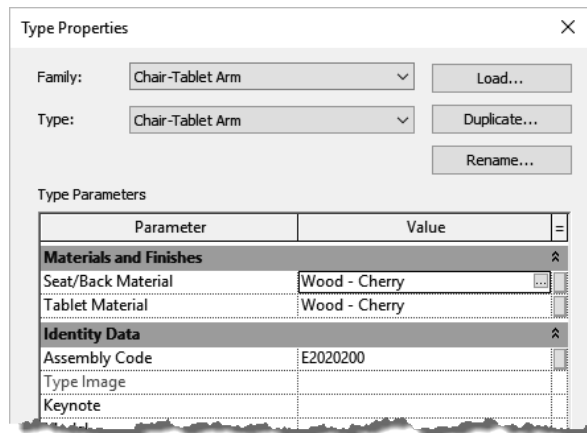 Type Properties
Family: Chair-Tablet Arm Load...
Type: Chair-Tablet Arm Duplicate...
Rename...
Type Parameters
Parameter Value =
Materials and Finishes
Seat/Back Material Wood - Cherry ...
Tablet Material Wood - Cherry
Identity Data
Assembly Code E2020200
Type Image
Keynote